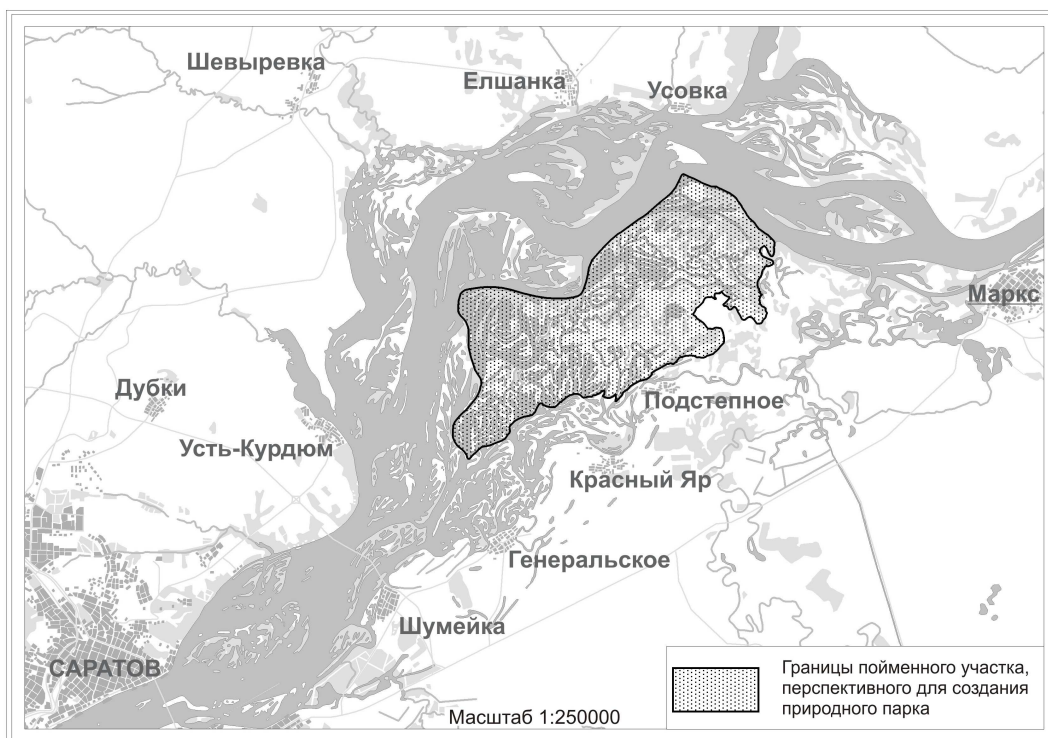 Шевыревка
Елшанка
Усовка
Маркс
Дубки
Подстепное
Усть-Курдюм
Красный Яр
Генеральское
Шумейка
САРАТОВ
Масштаб 1:250000
Границы пойменного участка,
перспективного для создания
природного парка